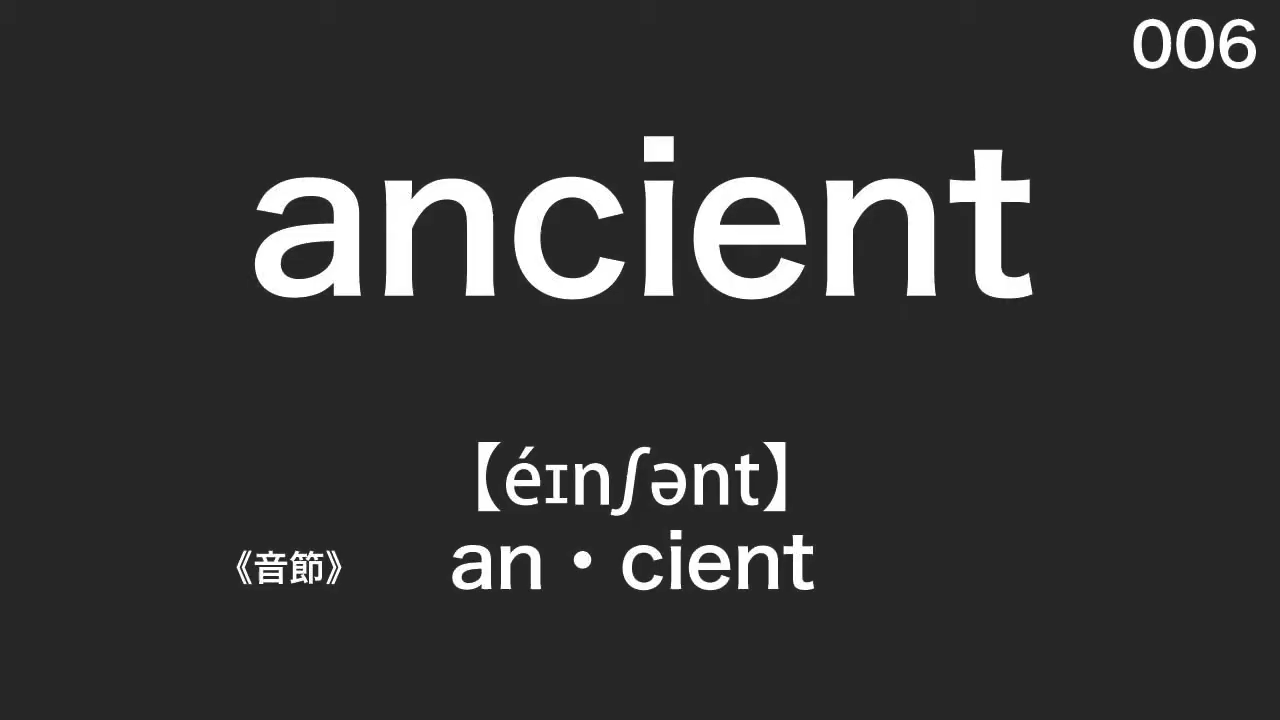 006
ancient
【éɪnʃənt】
《音節》 an・cient